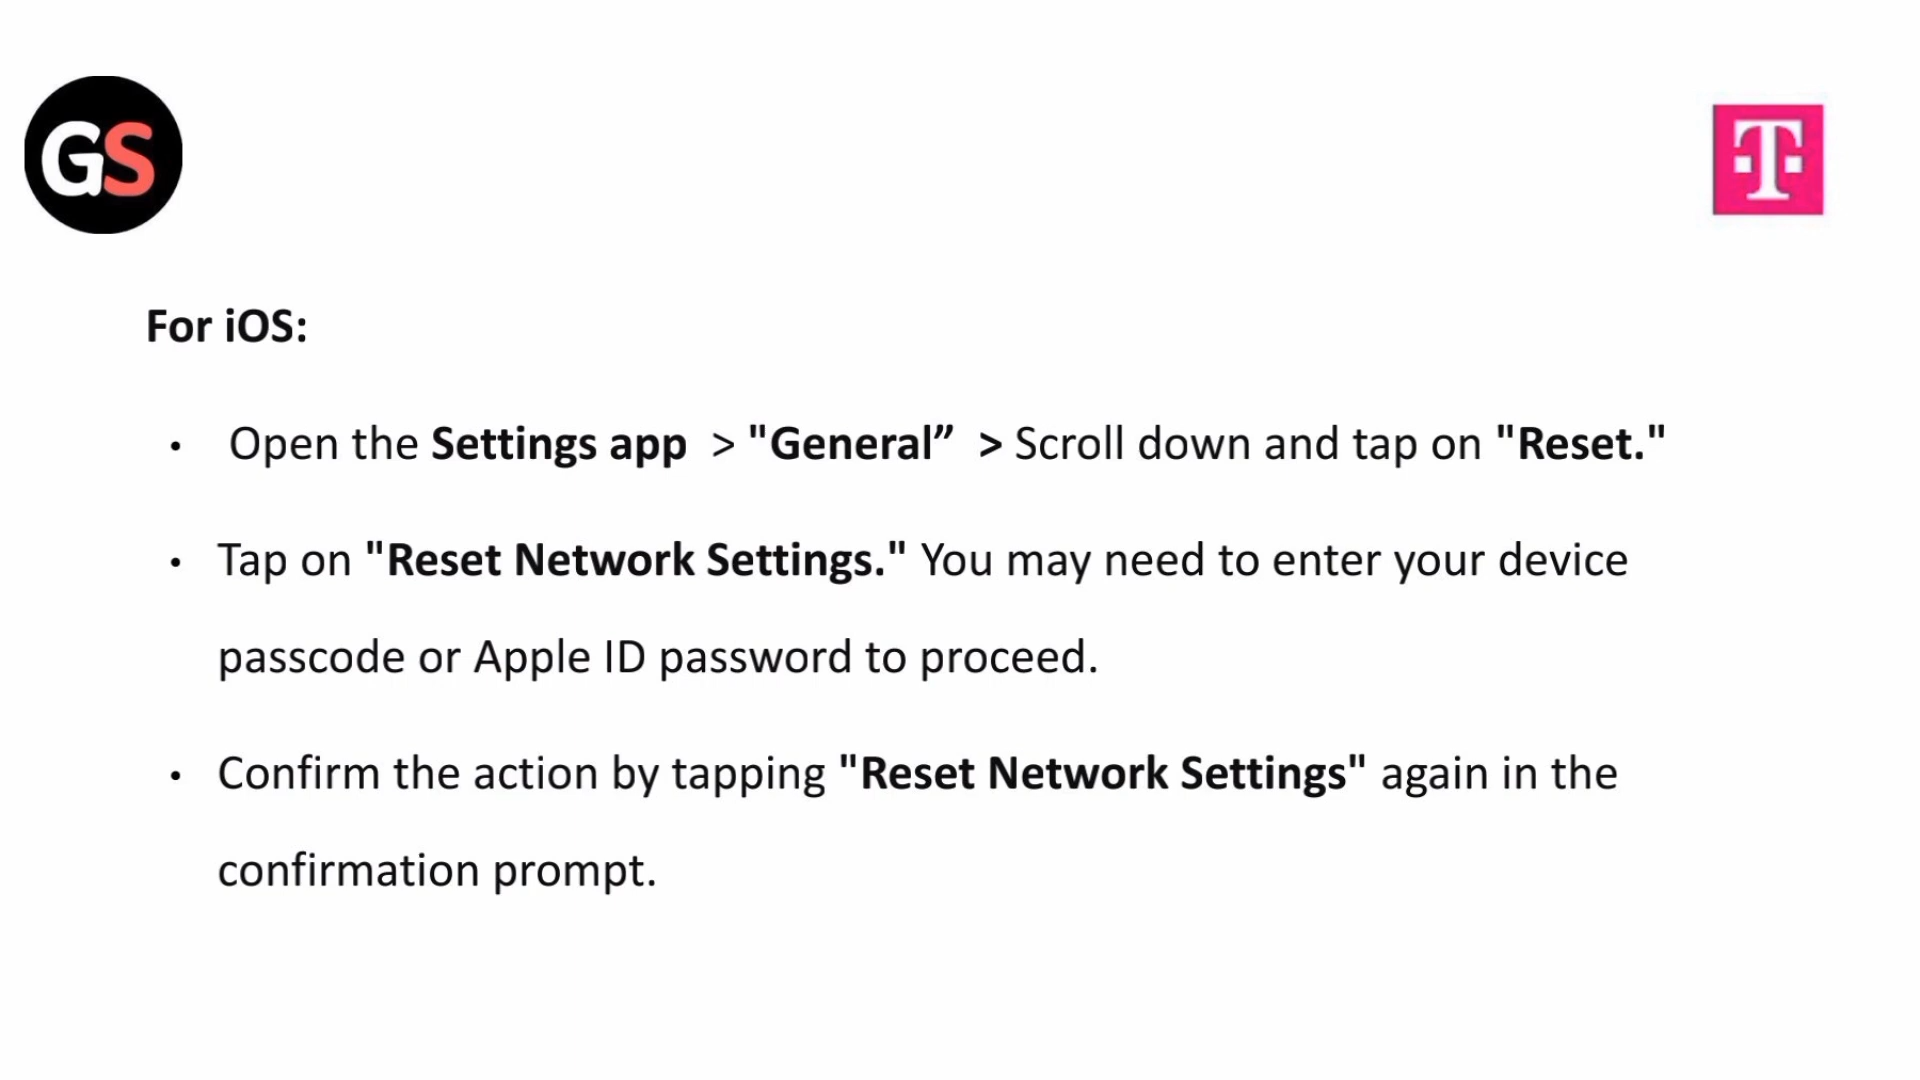 GS
T
For iOS:
• Open the Settings app > "General” > Scroll down and tap on "Reset."
• Tap on "Reset Network Settings." You may need to enter your device
passcode or Apple ID password to proceed.
• Confirm the action by tapping "Reset Network Settings" again in the
confirmation prompt.